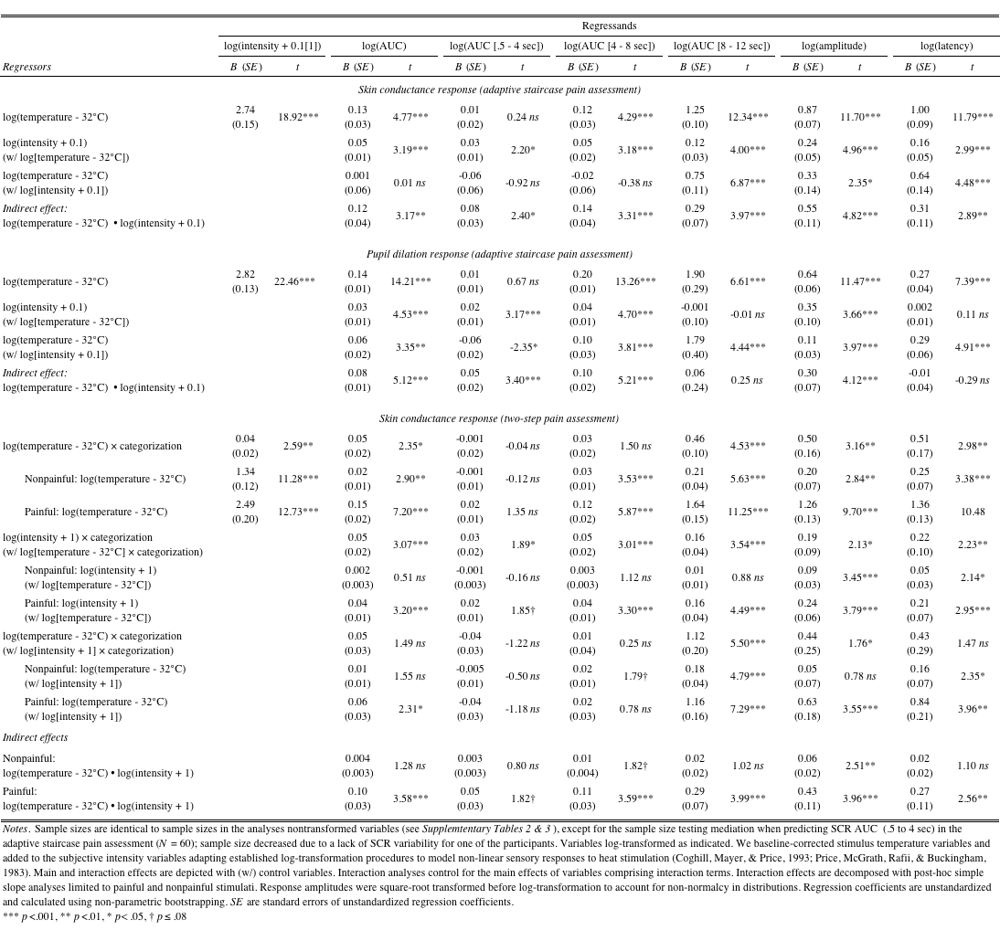 Regressands
log(intensity + 0.1[1]) log(AUC) log(AUC [.5 - 4 sec]) log(AUC [4 - 8 sec]) log(AUC [8 - 12 sec]) log(amplitude) log(latency)
Regressors B (SE) t B (SE) t B (SE) t B (SE) t B (SE) t B (SE) t B (SE) t
Skin conductance response (adaptive staircase pain assessment)
log(temperature - 32°C) 2.74 (0.15) 18.92*** 0.13 (0.03) 4.77*** 0.01 (0.02) 0.24 ns 0.12 (0.03) 4.29*** 1.25 (0.10) 12.34*** 0.87 (0.07) 11.70*** 1.00 (0.09) 11.79***
log(intensity + 0.1)
(w/ log[temperature - 32°C]) 0.05 (0.01) 3.19*** 0.03 (0.01) 2.20* 0.05 (0.02) 3.18*** 0.12 (0.03) 4.00*** 0.24 (0.05) 4.96*** 0.16 (0.05) 2.99***
log(temperature - 32°C)
(w/ log[intensity + 0.1]) 0.001 (0.06) 0.01 ns -0.06 (0.06) -0.92 ns -0.02 (0.06) -0.38 ns 0.75 (0.11) 6.87*** 0.33 (0.14) 2.35* 0.64 (0.14) 4.48***
Indirect effect:
log(temperature - 32°C) • log(intensity + 0.1) 0.12 (0.04) 3.17** 0.08 (0.03) 2.40* 0.14 (0.04) 3.31*** 0.29 (0.07) 3.97*** 0.55 (0.11) 4.82*** 0.31 (0.11) 2.89**
Pupil dilation response (adaptive staircase pain assessment)
log(temperature - 32°C) 2.82 (0.13) 22.46*** 0.14 (0.01) 14.21*** 0.01 (0.01) 0.67 ns 0.20 (0.01) 13.26*** 1.90 (0.29) 6.61*** 0.64 (0.06) 11.47*** 0.27 (0.04) 7.39***
log(intensity + 0.1)
(w/ log[temperature - 32°C]) 0.03 (0.01) 4.53*** 0.02 (0.01) 3.17*** 0.04 (0.01) 4.70*** -0.001 (0.10) -0.01 ns 0.35 (0.10) 3.66*** 0.002 (0.01) 0.11 ns
log(temperature - 32°C)
(w/ log[intensity + 0.1]) 0.06 (0.02) 3.35** -0.06 (0.02) -2.35* 0.10 (0.03) 3.81*** 1.79 (0.40) 4.44*** 0.11 (0.03) 3.97*** 0.29 (0.06) 4.91***
Indirect effect:
log(temperature - 32°C) • log(intensity + 0.1) 0.08 (0.01) 5.12*** 0.05 (0.02) 3.40*** 0.10 (0.02) 5.21*** 0.06 (0.24) 0.25 ns 0.30 (0.07) 4.12*** -0.01 (0.04) -0.29 ns
Skin conductance response (two-step pain assessment)
log(temperature - 32°C) × categorization 0.04 (0.02) 2.59** 0.05 (0.02) 2.35* -0.001 (0.02) -0.04 ns 0.03 (0.02) 1.50 ns 0.46 (0.10) 4.53*** 0.50 (0.16) 3.16** 0.51 (0.17) 2.98**
Nonpainful: log(temperature - 32°C) 1.34 (0.12) 11.28*** 0.02 (0.01) 2.90** -0.001 (0.01) -0.12 ns 0.03 (0.01) 3.53*** 0.21 (0.04) 5.63*** 0.20 (0.07) 2.84** 0.25 (0.07) 3.38***
Painful: log(temperature - 32°C) 2.49 (0.20) 12.73*** 0.15 (0.02) 7.20*** 0.02 (0.01) 1.35 ns 0.12 (0.02) 5.87*** 1.64 (0.15) 11.25*** 1.26 (0.13) 9.70*** 1.36 (0.13) 10.48
log(intensity + 1) × categorization
(w/ log[temperature - 32°C] × categorization) 0.05 (0.02) 3.07*** 0.03 (0.02) 1.89* 0.05 (0.02) 3.01*** 0.16 (0.04) 3.54*** 0.19 (0.09) 2.13* 0.22 (0.10) 2.23**
Nonpainful: log(intensity + 1)
(w/ log[temperature - 32°C]) 0.002 (0.003) 0.51 ns -0.001 (0.003) -0.16 ns 0.003 (0.003) 1.12 ns 0.01 (0.01) 0.88 ns 0.09 (0.03) 3.45*** 0.05 (0.03) 2.14*
Painful: log(intensity + 1)
(w/ log[temperature - 32°C]) 0.04 (0.01) 3.20*** 0.02 (0.01) 1.85† 0.04 (0.01) 3.30*** 0.16 (0.04) 4.49*** 0.24 (0.06) 3.79*** 0.21 (0.07) 2.95***
log(temperature - 32°C) × categorization
(w/ log[intensity + 1] × categorization) 0.05 (0.03) 1.49 ns -0.04 (0.03) -1.22 ns 0.01 (0.04) 0.25 ns 1.12 (0.20) 5.50*** 0.44 (0.25) 1.76* 0.43 (0.29) 1.47 ns
Nonpainful: log(temperature - 32°C)
(w/ log[intensity + 1]) 0.01 (0.01) 1.55 ns -0.005 (0.01) -0.50 ns 0.02 (0.01) 1.79† 0.18 (0.04) 4.79*** 0.05 (0.07) 0.78 ns 0.16 (0.07) 2.35*
Painful: log(temperature - 32°C)
(w/ log[intensity + 1]) 0.06 (0.03) 2.31* -0.04 (0.03) -1.18 ns 0.02 (0.03) 0.78 ns 1.16 (0.16) 7.29*** 0.63 (0.18) 3.55*** 0.84 (0.21) 3.96**
Indirect effects
Nonpainful:
log(temperature - 32°C) • log(intensity + 1) 0.004 (0.003) 1.28 ns 0.003 (0.003) 0.80 ns 0.01 (0.004) 1.82† 0.02 (0.02) 1.02 ns 0.06 (0.02) 2.51** 0.02 (0.02) 1.10 ns
Painful:
log(temperature - 32°C) • log(intensity + 1) 0.10 (0.03) 3.58*** 0.05 (0.03) 1.82† 0.11 (0.03) 3.59*** 0.29 (0.07) 3.99*** 0.43 (0.11) 3.96*** 0.27 (0.11) 2.56**
Notes. Sample sizes are identical to sample sizes in the analyses nontransformed variables (see Supplemtentary Tables 2 & 3 ), except for the sample size testing mediation when predicting SCR AUC (.5 to 4 sec) in the
adaptive staircase pain assessment (N = 60); sample size decreased due to a lack of SCR variability for one of the participants. Variables log-transformed as indicated. We baseline-corrected stimulus temperature variables and
added to the subjective intensity variables adapting established log-transformation procedures to model non-linear sensory responses to heat stimulation (Coghill, Mayer, & Price, 1993; Price, McGrath, Rafii, & Buckingham,
1983). Main and interaction effects are depicted with (w/) control variables. Interaction analyses control for the main effects of variables comprising interaction terms. Interaction effects are decomposed with post-hoc simple
slope analyses limited to painful and nonpainful stimulati. Response amplitudes were square-root transformed before log-transformation to account for non-normalcy in distributions. Regression coefficients are unstandardized
and calculated using non-parametric bootstrapping. SE are standard errors of unstandardized regression coefficients.
*** p <.001, ** p <.01, * p < .05, † p ≤ .08